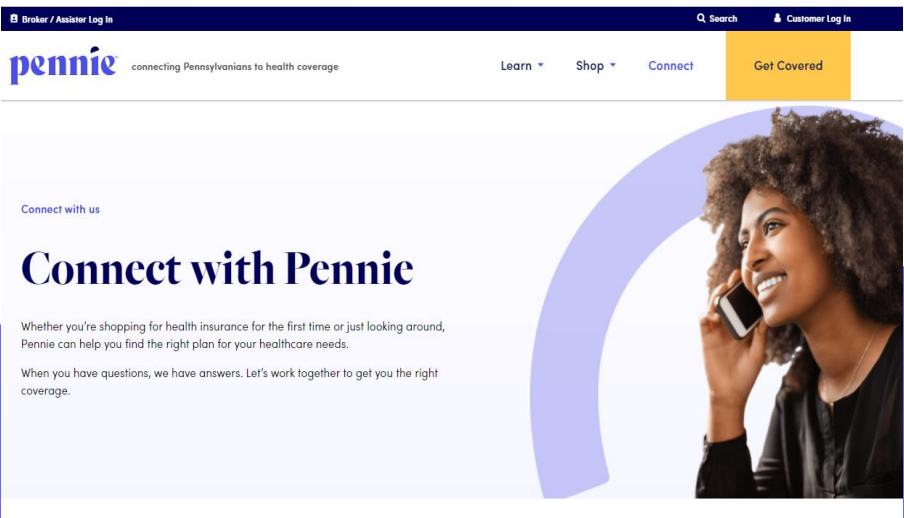 Broker / Assister Log In
Search
Customer Log In
pennie
connecting Pennsylvanians to health coverage
Learn
Shop
Connect
Get Covered
Connect with us
Connect with Pennie
Whether you're shopping for health insurance for the first time or just looking around,
Pennie can help you find the right plan for your healthcare needs.
When you have questions, we have answers. Let's work together to get you the right
coverage.